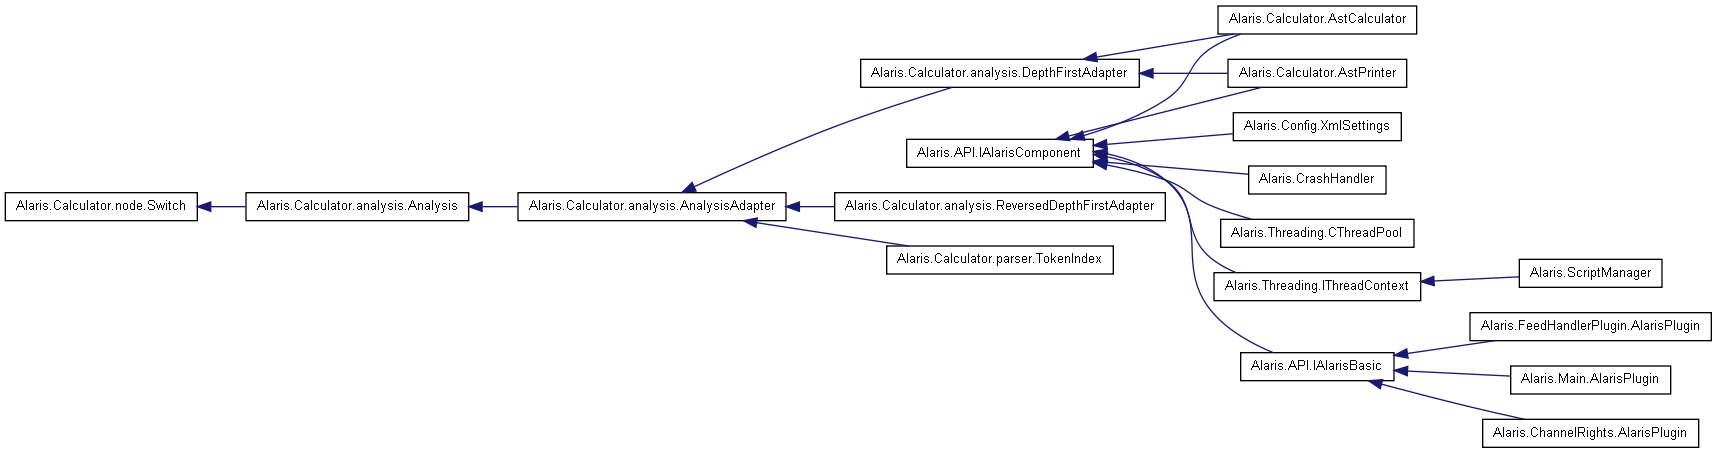 Alaris.Calculator.AstCalculator
Alaris.Calculator.analysis.DepthFirstAdapter
Alaris.Calculator.AstPrinter
Alaris.Config.XmlSettings
Alaris.API.IAlarisComponent
Alaris.CrashHandler
Alaris.Calculator.node.Switch
Alaris.Calculator.analysis.Analysis
Alaris.Calculator.analysis.AnalysisAdapter
Alaris.Calculator.analysis.ReversedDepthFirstAdapter
Alaris.Threading.CThreadPool
Alaris.Calculator.parser.TokenIndex
Alaris.Threading.IThreadContext
Alaris.ScriptManager
Alaris.FeedHandlerPlugin.AlarisPlugin
Alaris.API.IAlarisBasic
Alaris.Main.AlarisPlugin
Alaris.ChannelRights.AlarisPlugin